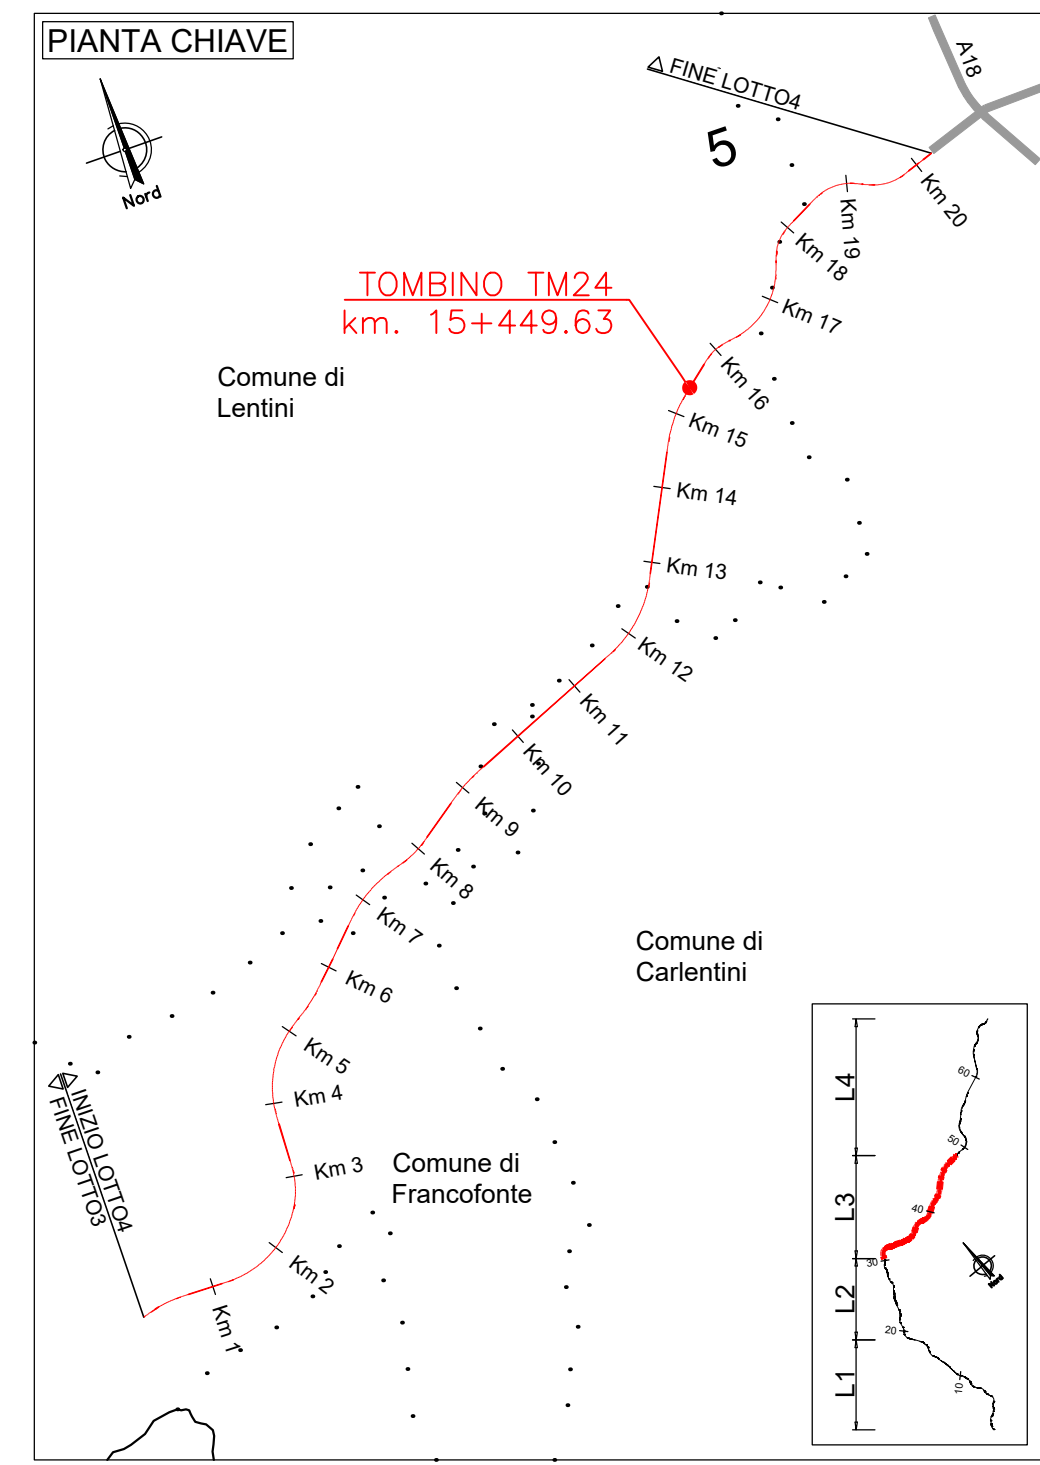 PIANTA CHIAVE
Nord
FINE LOTTO4
A18
5
Km 20
Km 19
Km 18
Km 17
TOMBINO TM24
km. 15+449.63
Km 16
Comune di
Lentini
Km 15
Km 14
Km 13
Km 12
Km 11
Km 10
Km 9
Km 8
Km 7
Comune di
Carlentini
Km 6
Km 5
Km 4
INIZIO LOTTO4
FINE LOTTO3
Km 3
Comune di
Francofonte
Km 2
Km 1
L4
60
50
L3
40
30
Nord
L2
20
L1
10